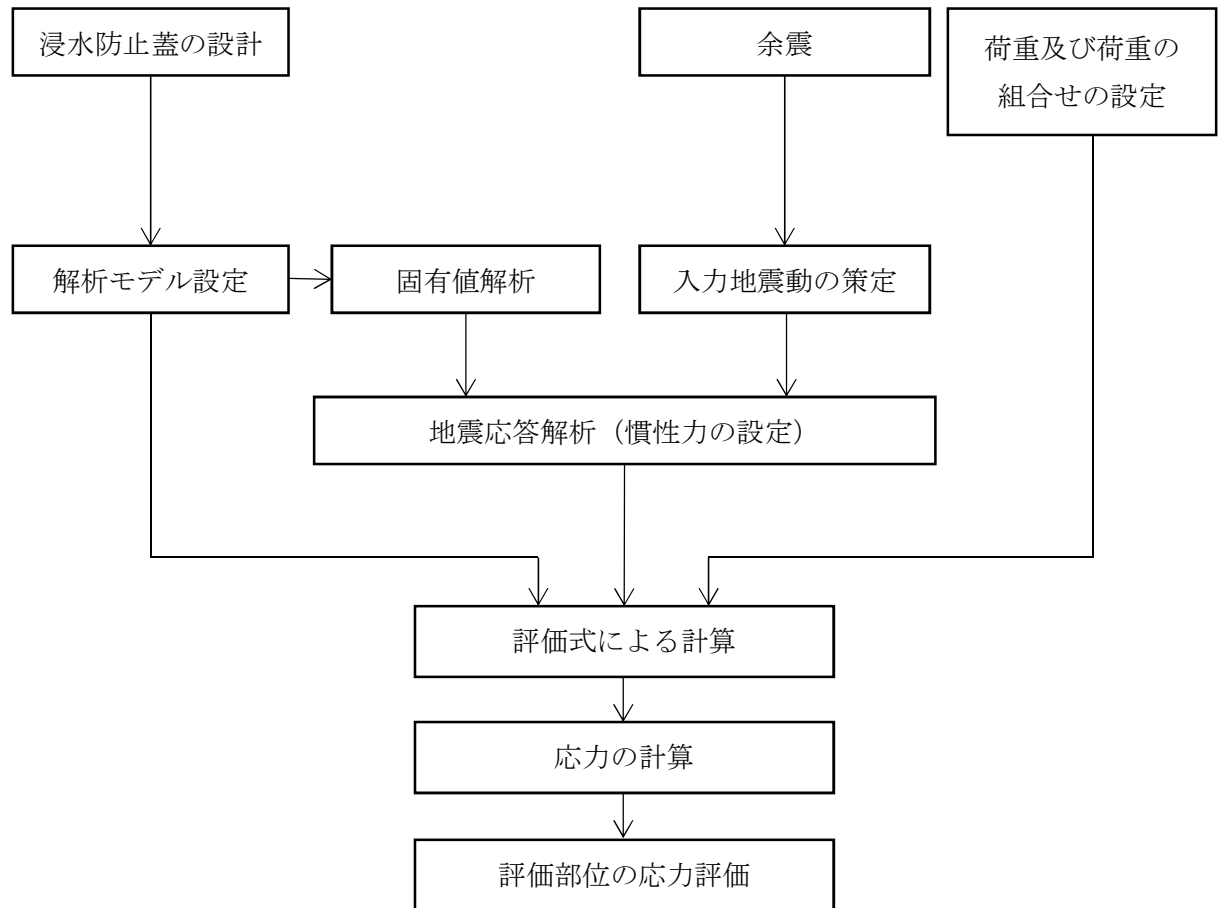 浸水防止蓋の設計
余震
荷重及び荷重の
組合せの設定
解析モデル設定
固有値解析
入力地震動の策定
地震応答解析（慣性力の設定）
評価式による計算
応力の計算
評価部位の応力評価